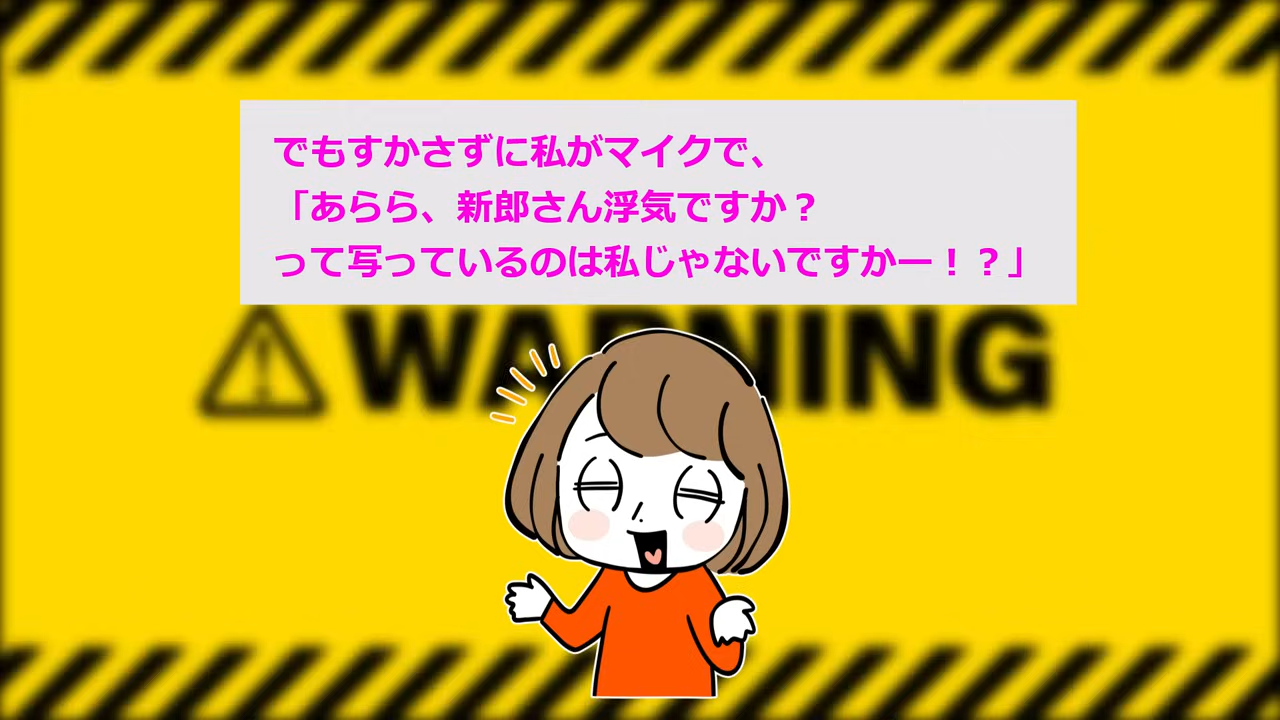 でもすかさずに私がマイクで、
「あらら、新郎さん浮気ですか？
って写っているのは私じゃないですかー！？」
WARNING